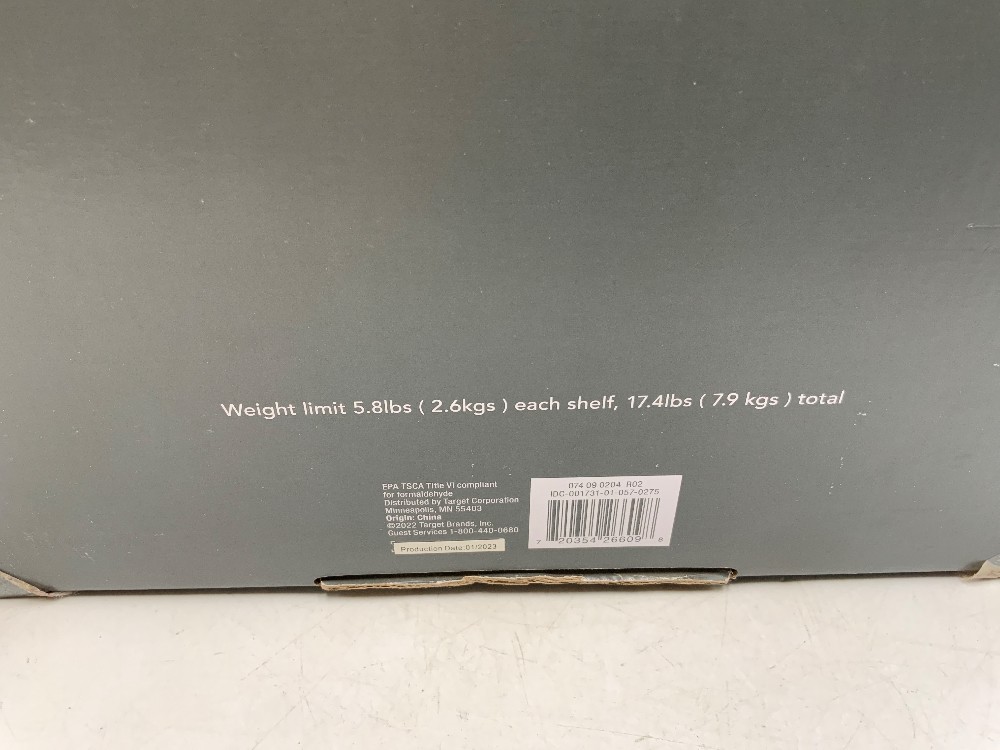 Weight limit 5.8lbs ( 2.6kgs ) each shelf, 17.4lbs ( 7.9 kgs ) total
EPA TSCA Title VI compliant
for formaldehyde
Distributed by Target Corporation
Minneapolis, MN 55403
Origin: China
©2022 Target Brands, Inc.
Guest Services 1-800-440-0680
Production Date:01/2023
074 09 0204 R02
IDC-001731-01-057-0275
7 20354 26609 8